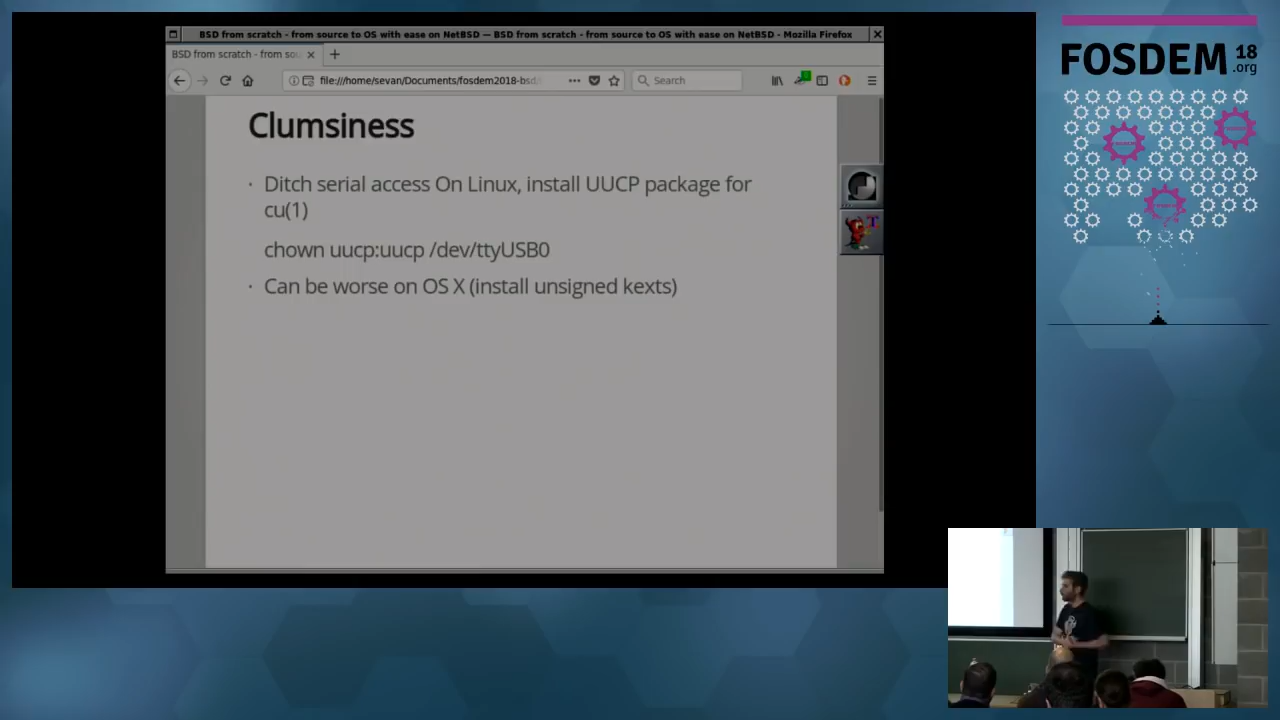 BSD from scratch - from source to OS with ease on NetBSD — BSD from scratch - from source to OS with ease on NetBSD - Mozilla Firefox
BSD from scratch - from sou
file:///home/sevan/Documents/fosdem2018-bsd
Search
Clumsiness
· Ditch serial access On Linux, install UUCP package for
cu(1)
chown uucp:uucp /dev/ttyUSB0
· Can be worse on OS X (install unsigned kexts)
FOSDEM 18
.org